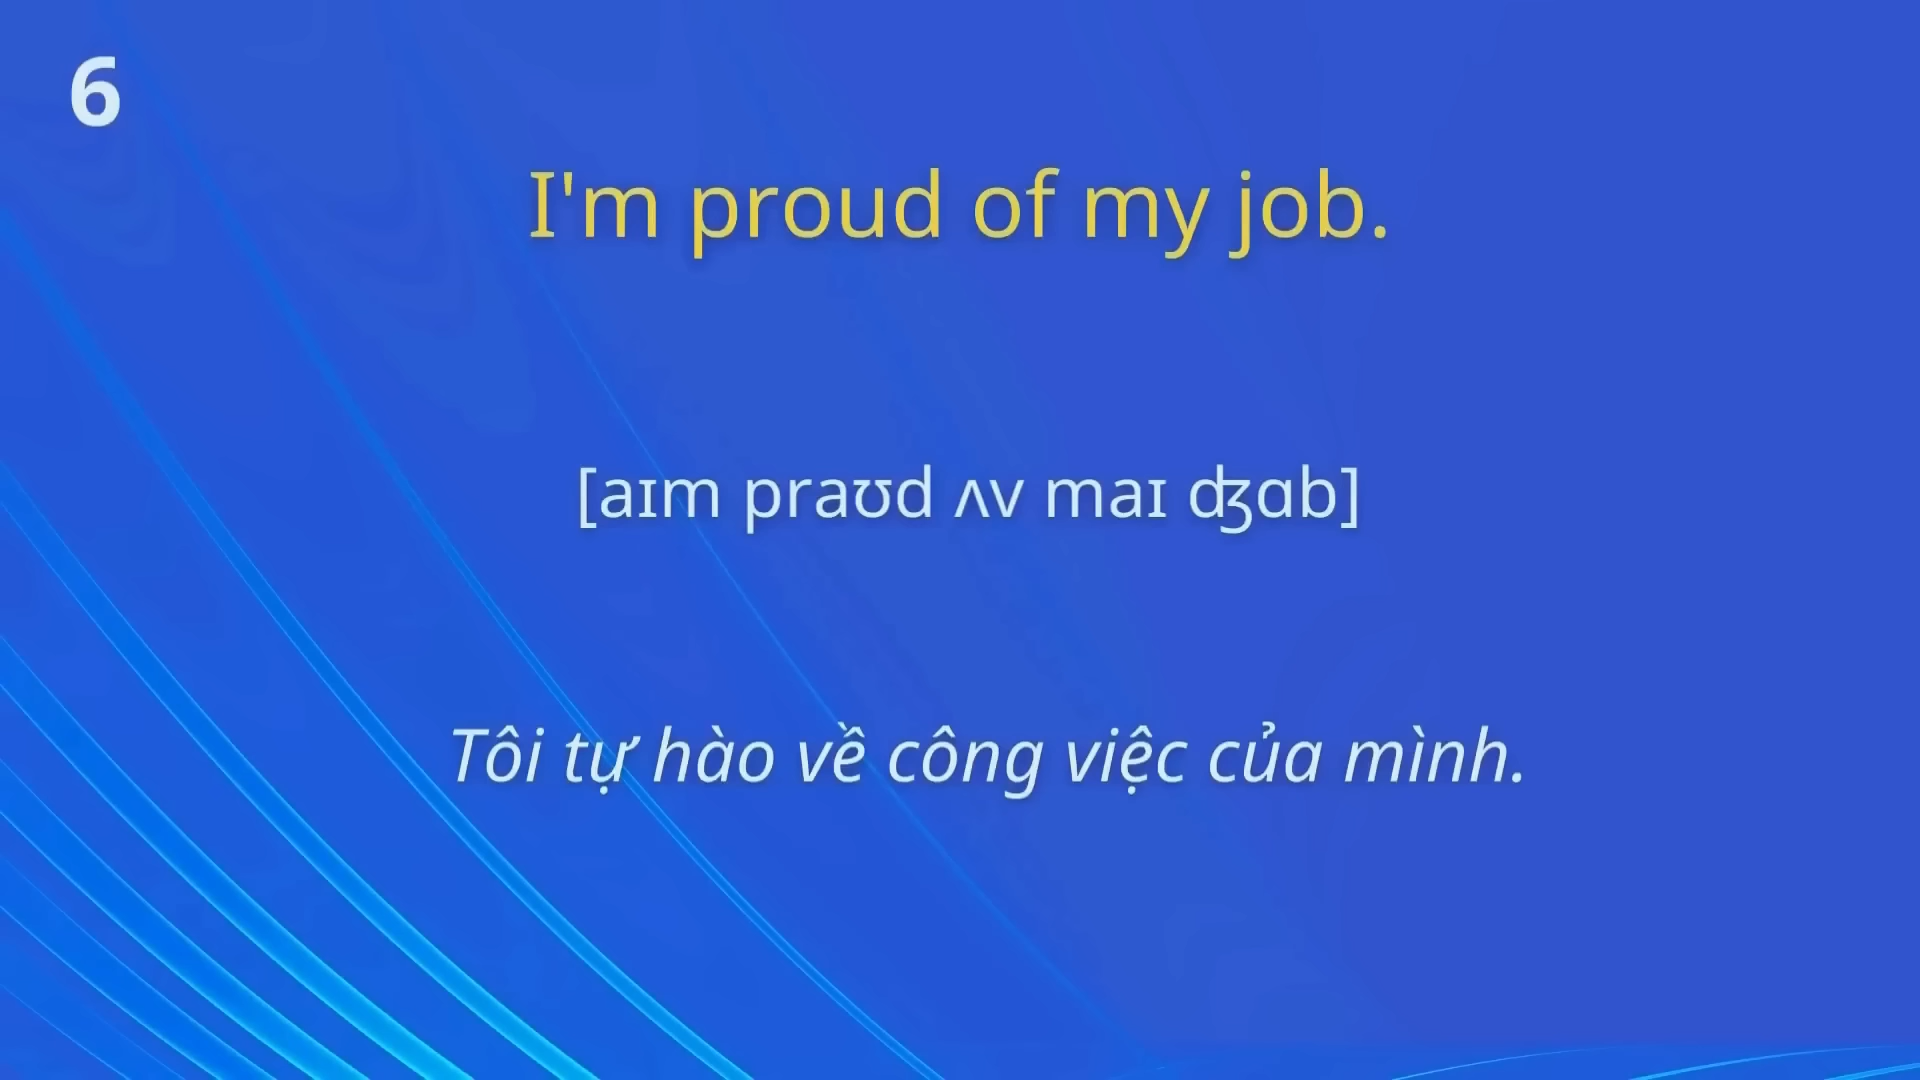 6
I'm proud of my job.
[aɪm praʊd ʌv maɪ ʤɑb]
Tôi tự hào về công việc của mình.